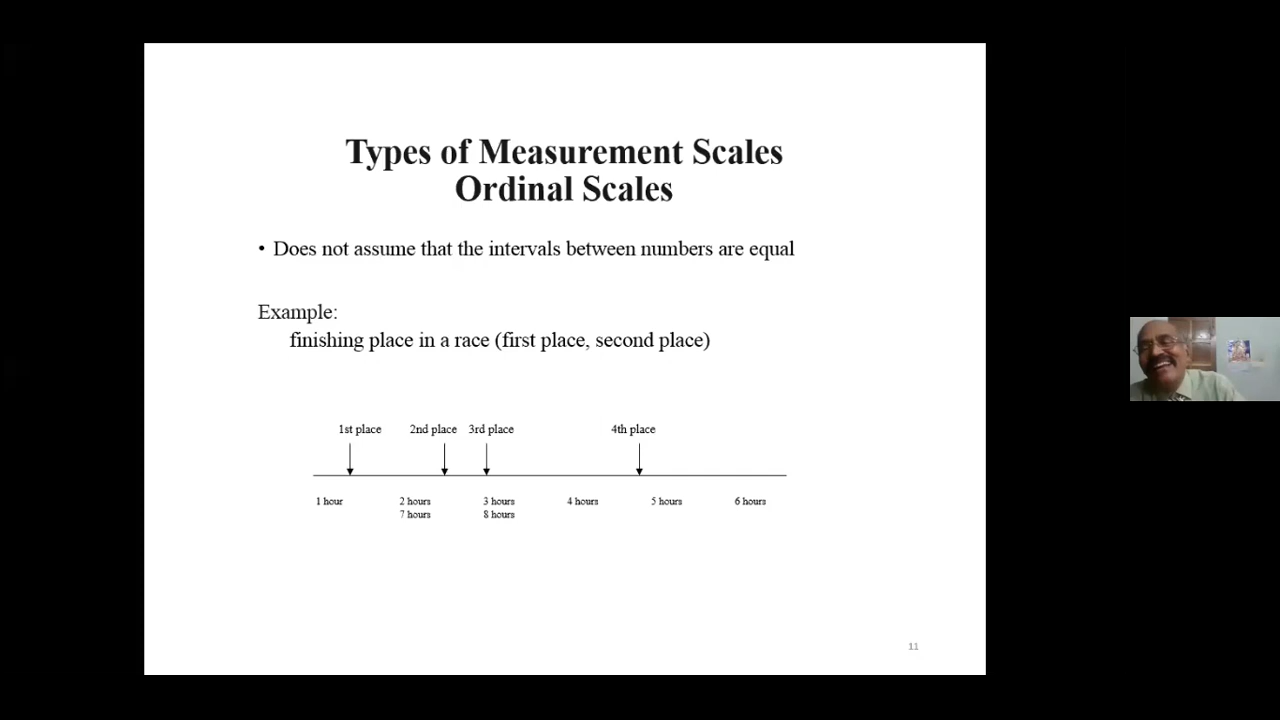 Types of Measurement Scales
Ordinal Scales
• Does not assume that the intervals between numbers are equal
Example:
finishing place in a race (first place, second place)
1st place 2nd place 3rd place 4th place
1 hour 2 hours 3 hours 4 hours 5 hours 6 hours
7 hours 8 hours
11